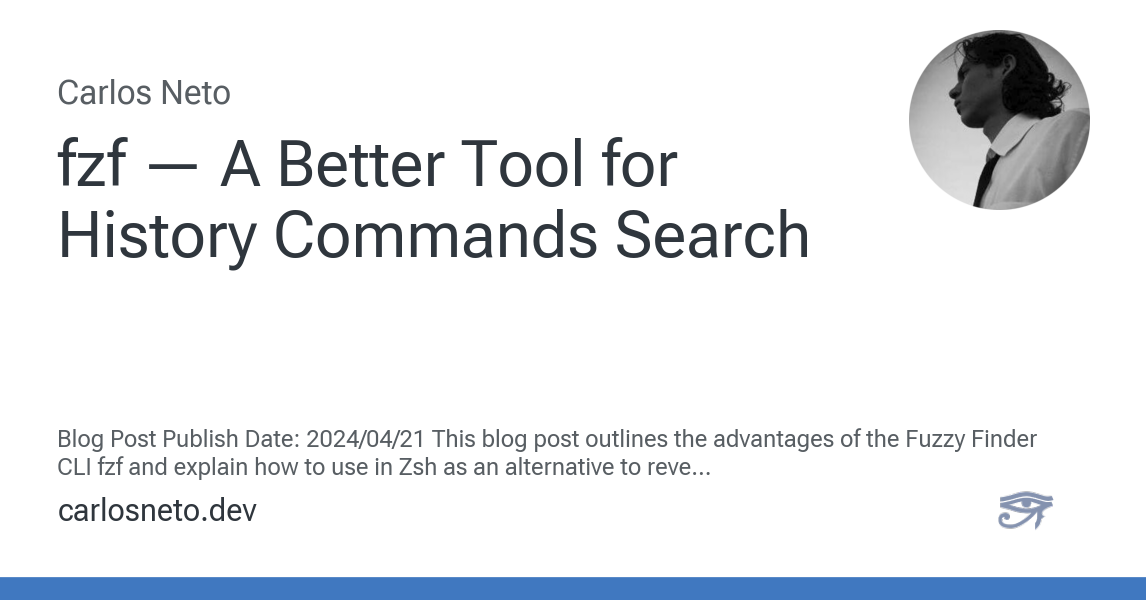 Carlos Neto
fzf — A Better Tool for
History Commands Search
Blog Post Publish Date: 2024/04/21 This blog post outlines the advantages of the Fuzzy Finder
CLI fzf and explain how to use in Zsh as an alternative to reve...
carlosneto.dev